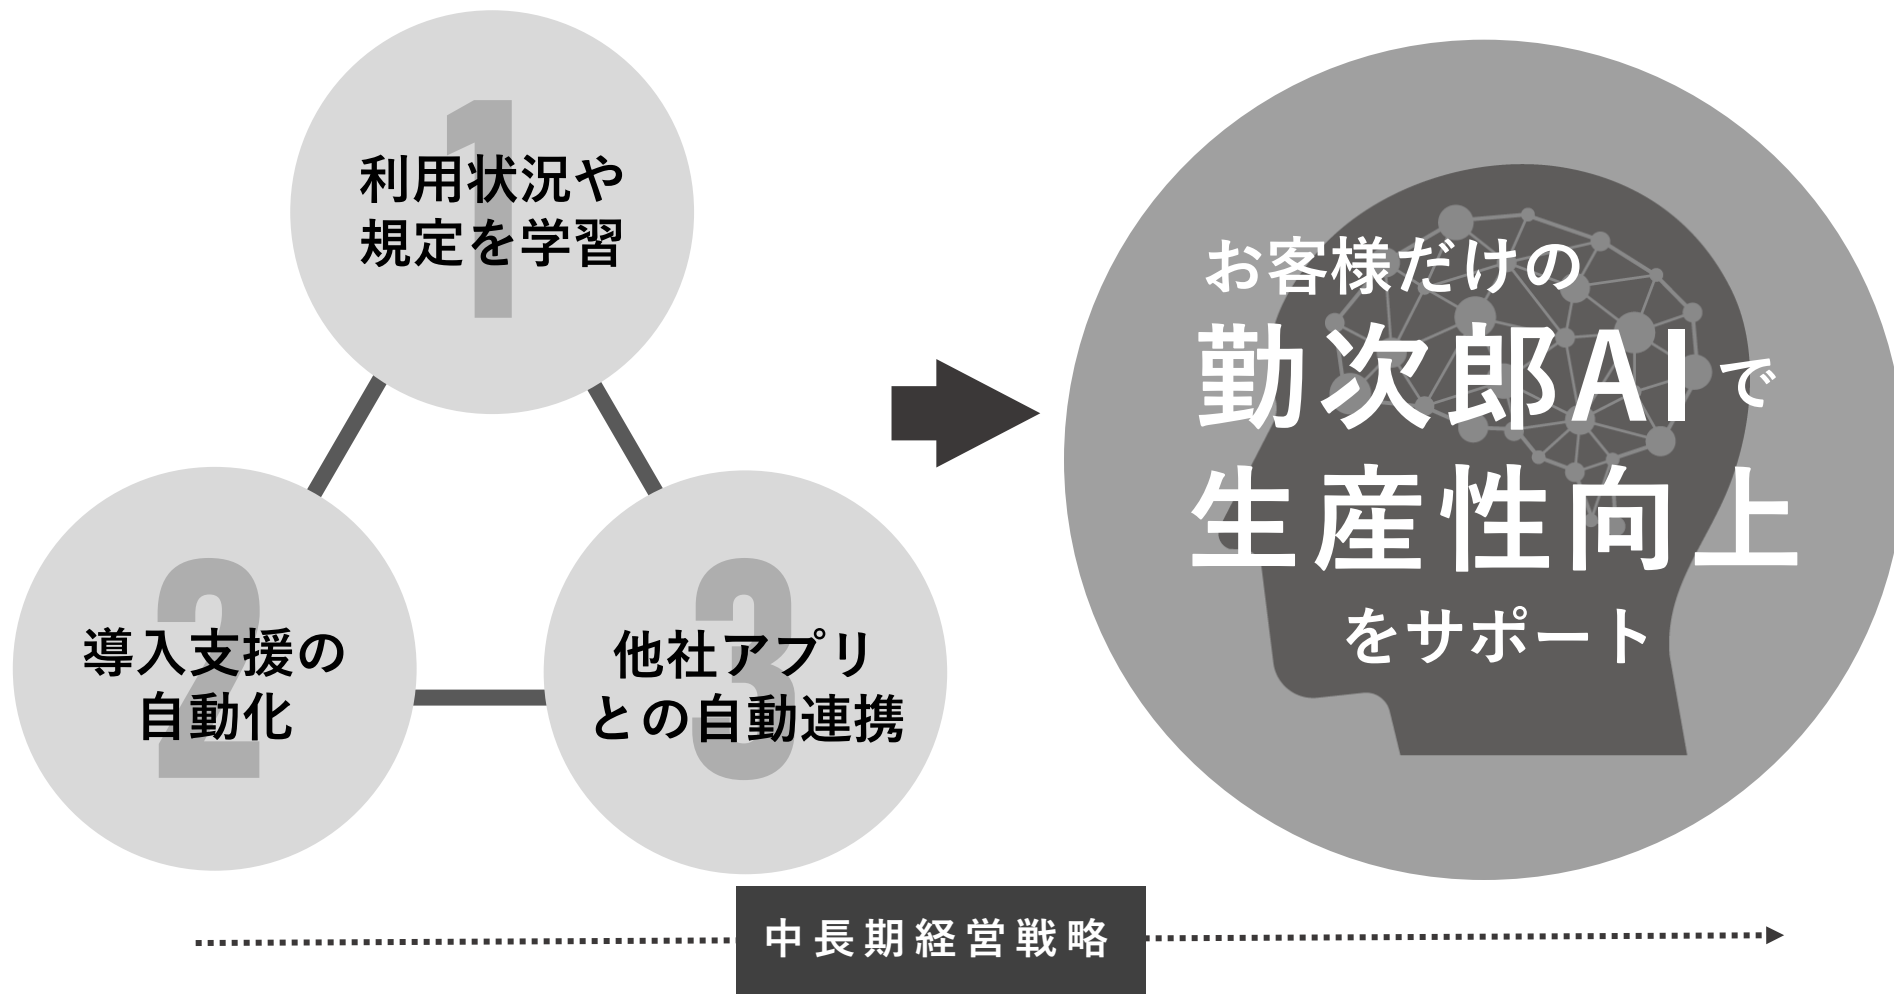 1
利用状況や
規定を学習
2
導入支援の
自動化
3
他社アプリ
との自動連携
お客様だけの
勤次郎AIで
生産性向上
をサポート
中長期経営戦略